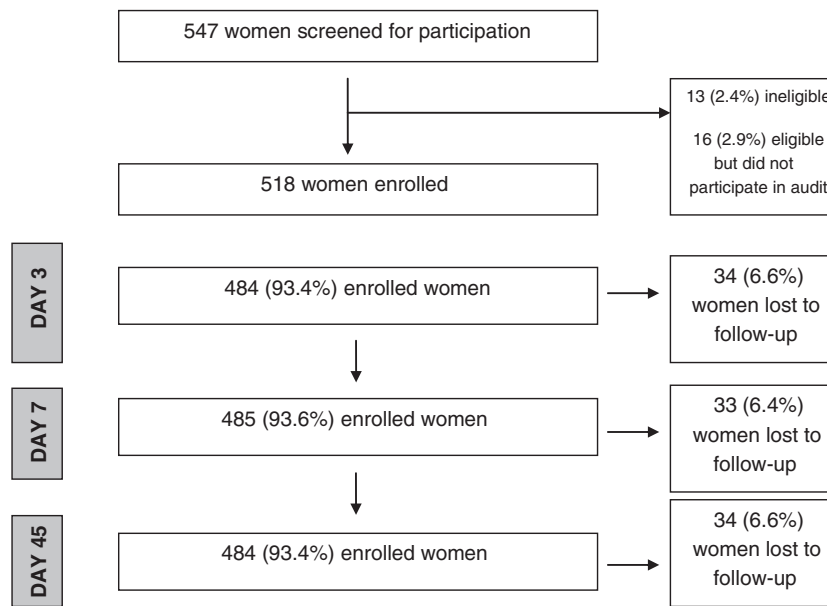 547 women screened for participation
13 (2.4%) ineligible
16 (2.9%) eligible
but did not
participate in audit
518 women enrolled
DAY 3
484 (93.4%) enrolled women
34 (6.6%)
women lost to
follow-up
DAY 7
485 (93.6%) enrolled women
33 (6.4%)
women lost to
follow-up
DAY 45
484 (93.4%) enrolled women
34 (6.6%)
women lost to
follow-up